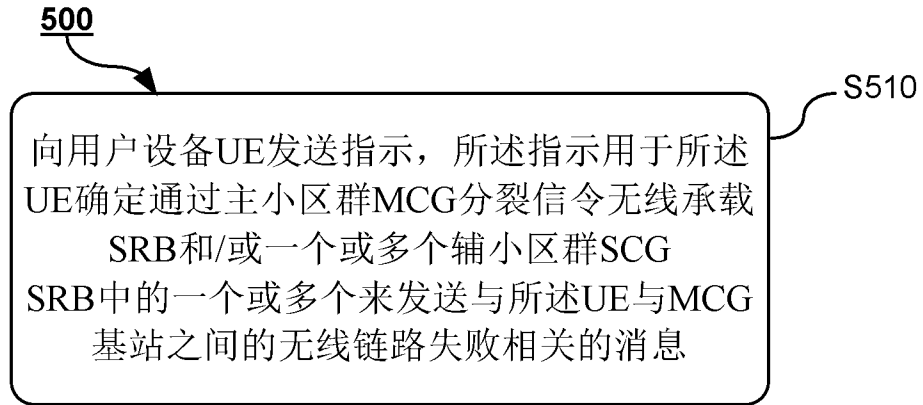 500
S510
向用户设备UE发送指示，所述指示用于所述
UE确定通过主小区群MCG分裂信令无线承载
SRB和/或一个或多个辅小区群SCG
SRB中的一个或多个来发送与所述UE与MCG
基站之间的无线链路失败相关的消息